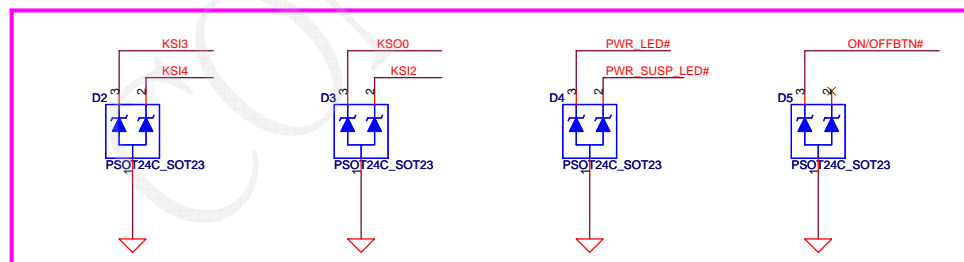 KSI3
KSO0
PWR_LED#
ON/OFFBTN#
KSI4
KSI2
PWR_SUSP_LED#
D2
3
2
D3
3
2
D4
3
2
D5
3
2
PSOT24C_SOT23
PSOT24C_SOT23
PSOT24C_SOT23
PSOT24C_SOT23
1
1
1
1